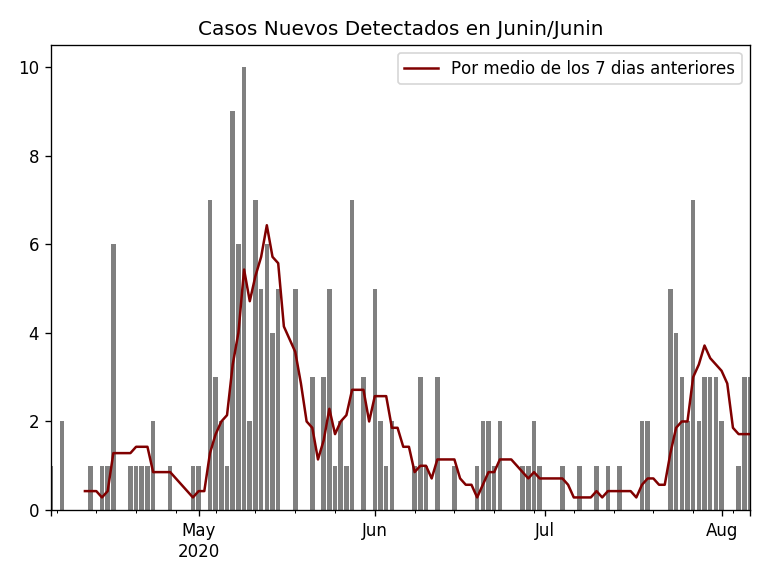 Casos Nuevos Detectados en Junin/Junin
Por medio de los 7 dias anteriores
10
8
6
4
2
0
May
2020
Jun
Jul
Aug